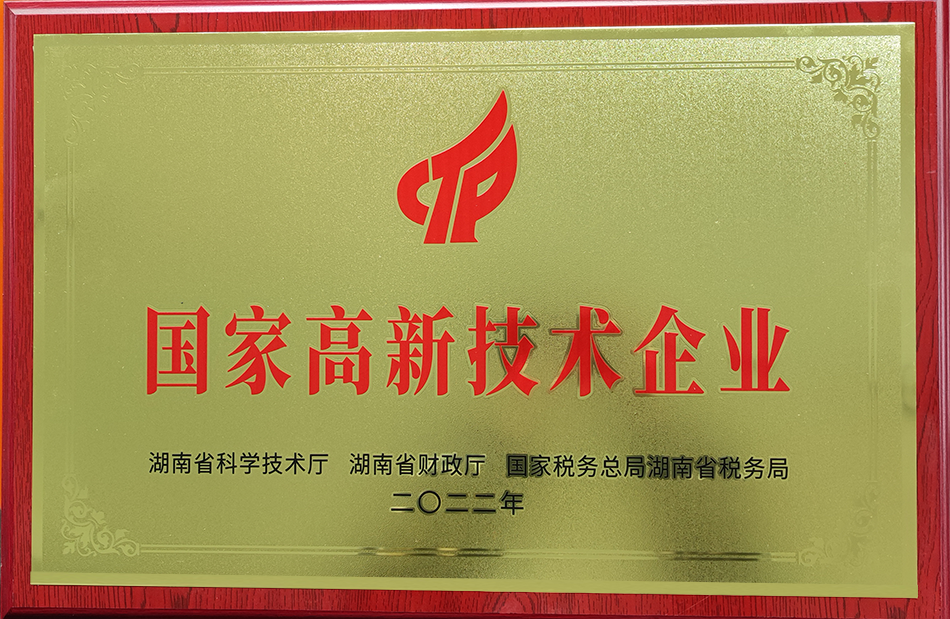 CTP
国家高新技术企业
湖南省科学技术厅 湖南省财政厅 国家税务总局湖南省税务局
二〇二二年